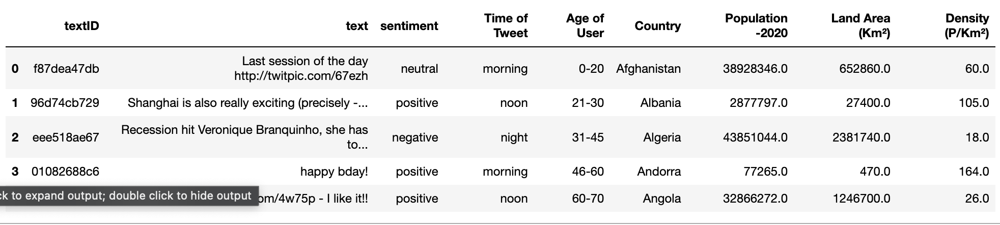 textID text sentiment Time of Tweet Age of User Country Population -2020 Land Area (Km²) Density (P/Km²)
0 f87dea47db Last session of the day http://twitpic.com/67ezh neutral morning 0-20 Afghanistan 38928346.0 652860.0 60.0
1 96d74cb729 Shanghai is also really exciting (precisely -... positive noon 21-30 Albania 2877797.0 27400.0 105.0
2 eee518ae67 Recession hit Veronique Branquinho, she has to... negative night 31-45 Algeria 43851044.0 2381740.0 18.0
3 01082688c6 happy bday! positive morning 46-60 Andorra 77265.0 470.0 164.0
ck to expand output; double click to hide output
om/4w75p - I like it!! positive noon 60-70 Angola 32866272.0 1246700.0 26.0